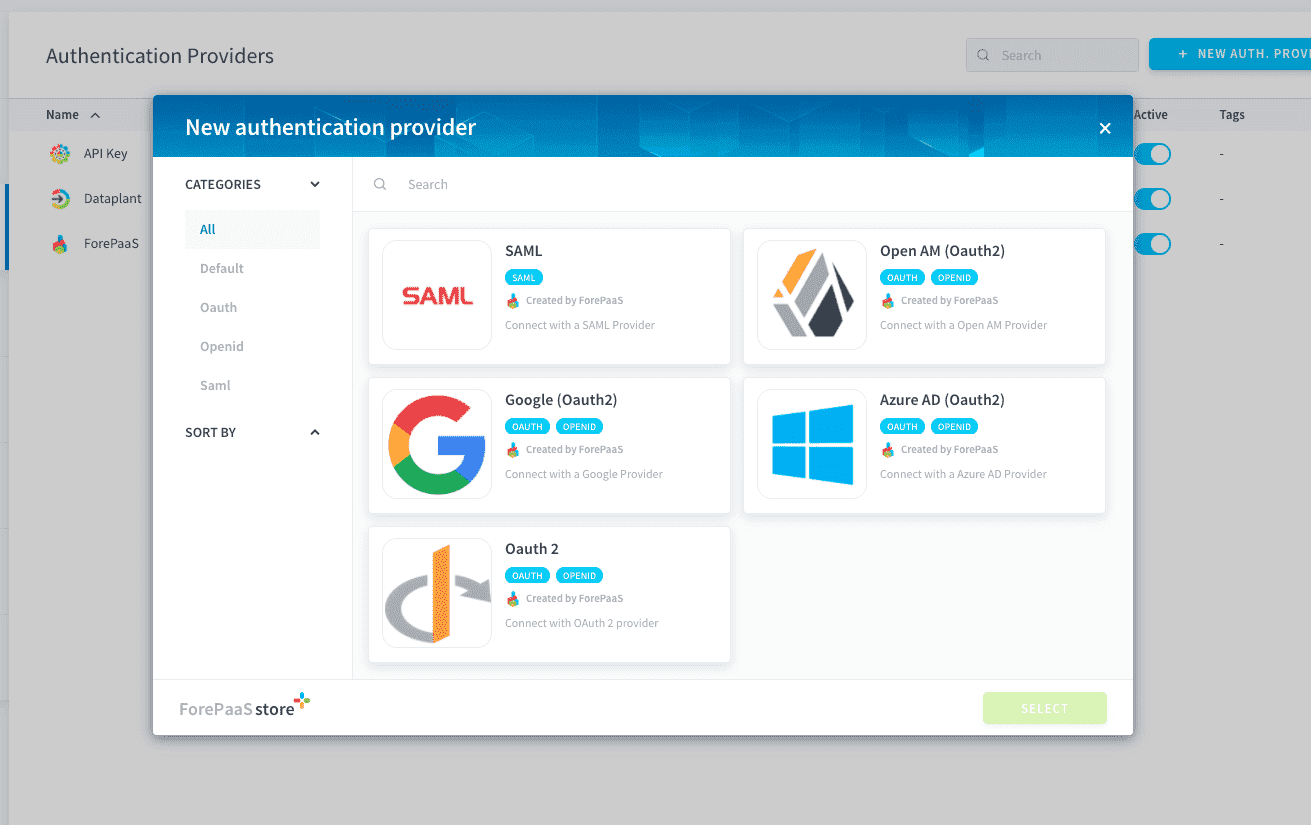 Authentication Providers
Search
+ NEW AUTH. PROVI
Name
Active
Tags
API Key
-
Dataplant
-
ForePaaS
-
New authentication provider
CATEGORIES
All
Default
Oauth
Openid
Saml
SORT BY
Search
SAML
SAML
SAML
Created by ForePaaS
Connect with a SAML Provider
Open AM (Oauth2)
OAUTH OPENID
Created by ForePaaS
Connect with a Open AM Provider
Google (Oauth2)
OAUTH OPENID
Created by ForePaaS
Connect with a Google Provider
Azure AD (Oauth2)
OAUTH OPENID
Created by ForePaaS
Connect with a Azure AD Provider
Oauth 2
OAUTH OPENID
Created by ForePaaS
Connect with OAuth 2 provider
ForePaaS store
SELECT